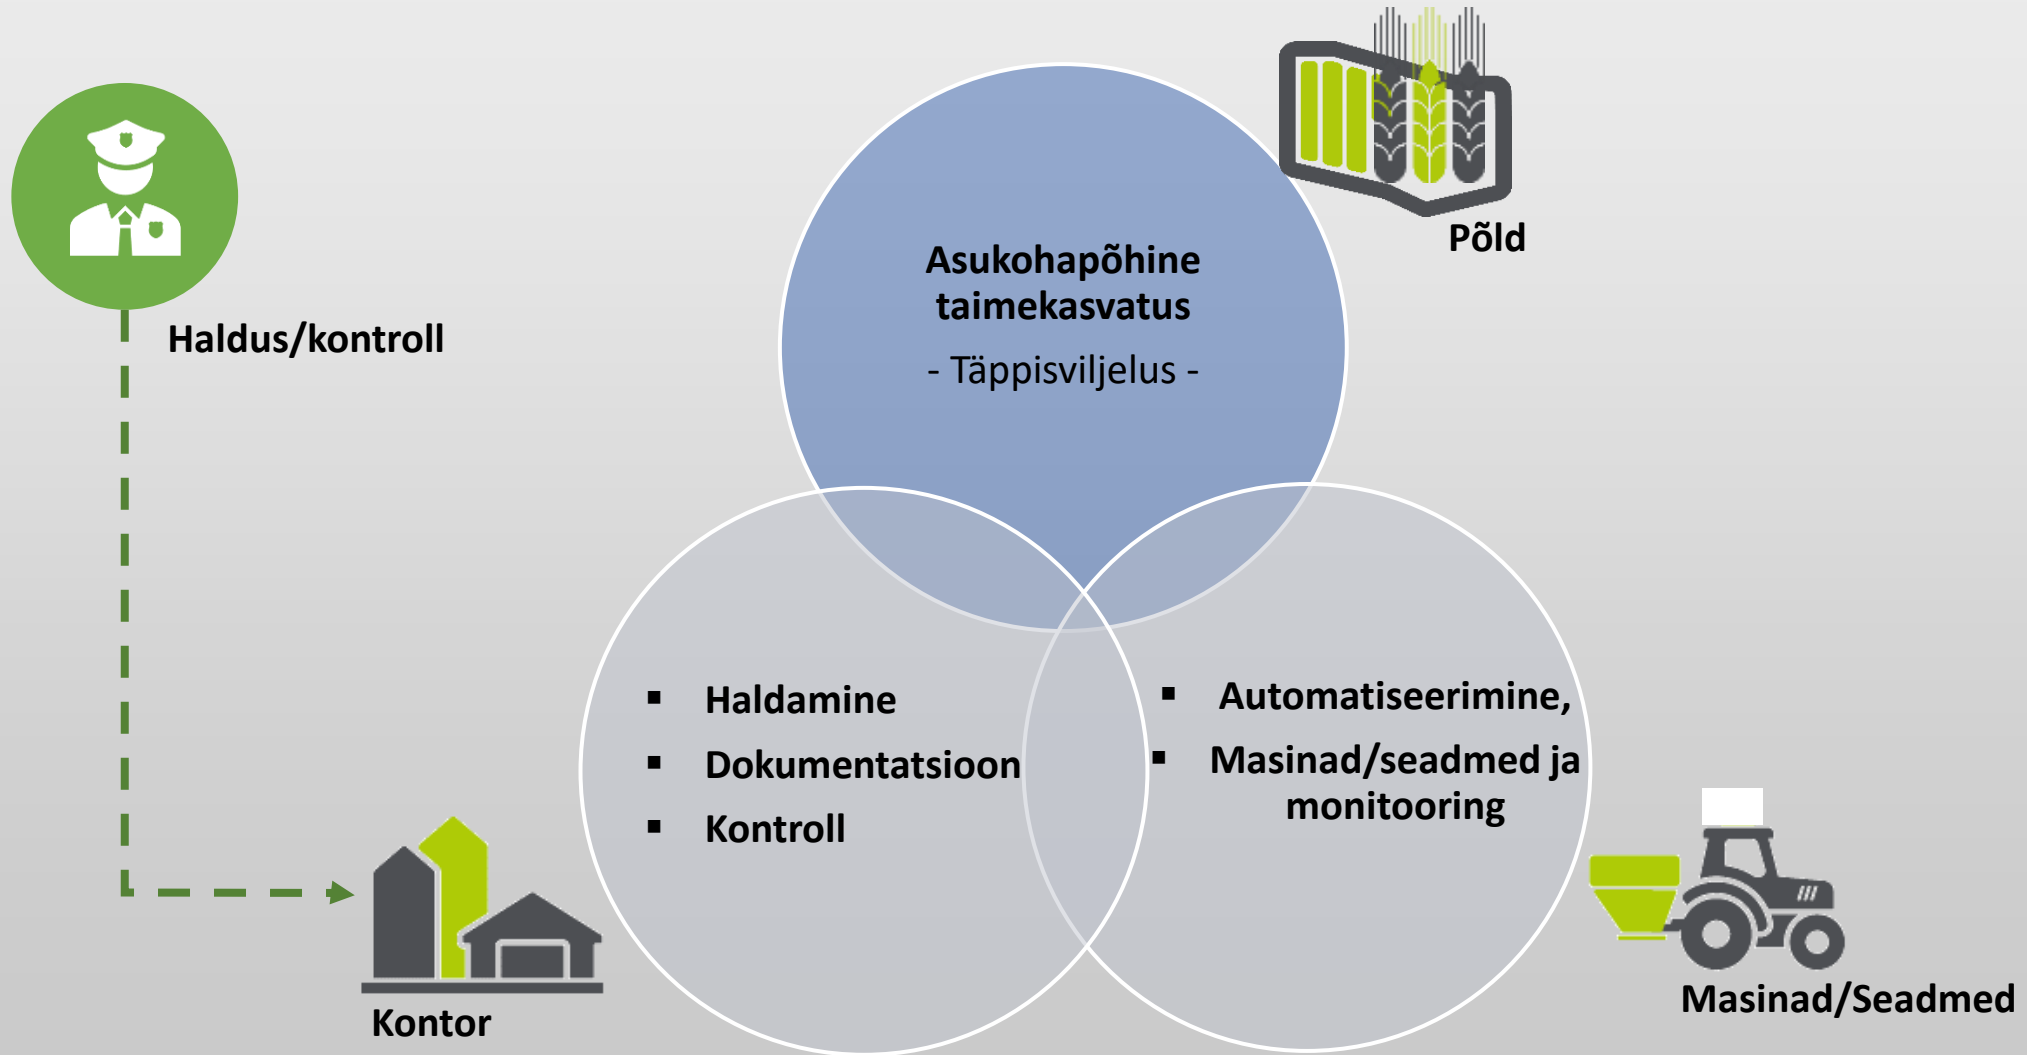 Põld
Asukohapõhine
taimekasvatus
- Täppisviljelus -
Haldus/kontroll
▪ Haldamine
▪ Dokumentatsioon
▪ Kontroll
▪ Automatiseerimine,
▪ Masinad/seadmed ja
monitooring
Kontor
Masinad/Seadmed